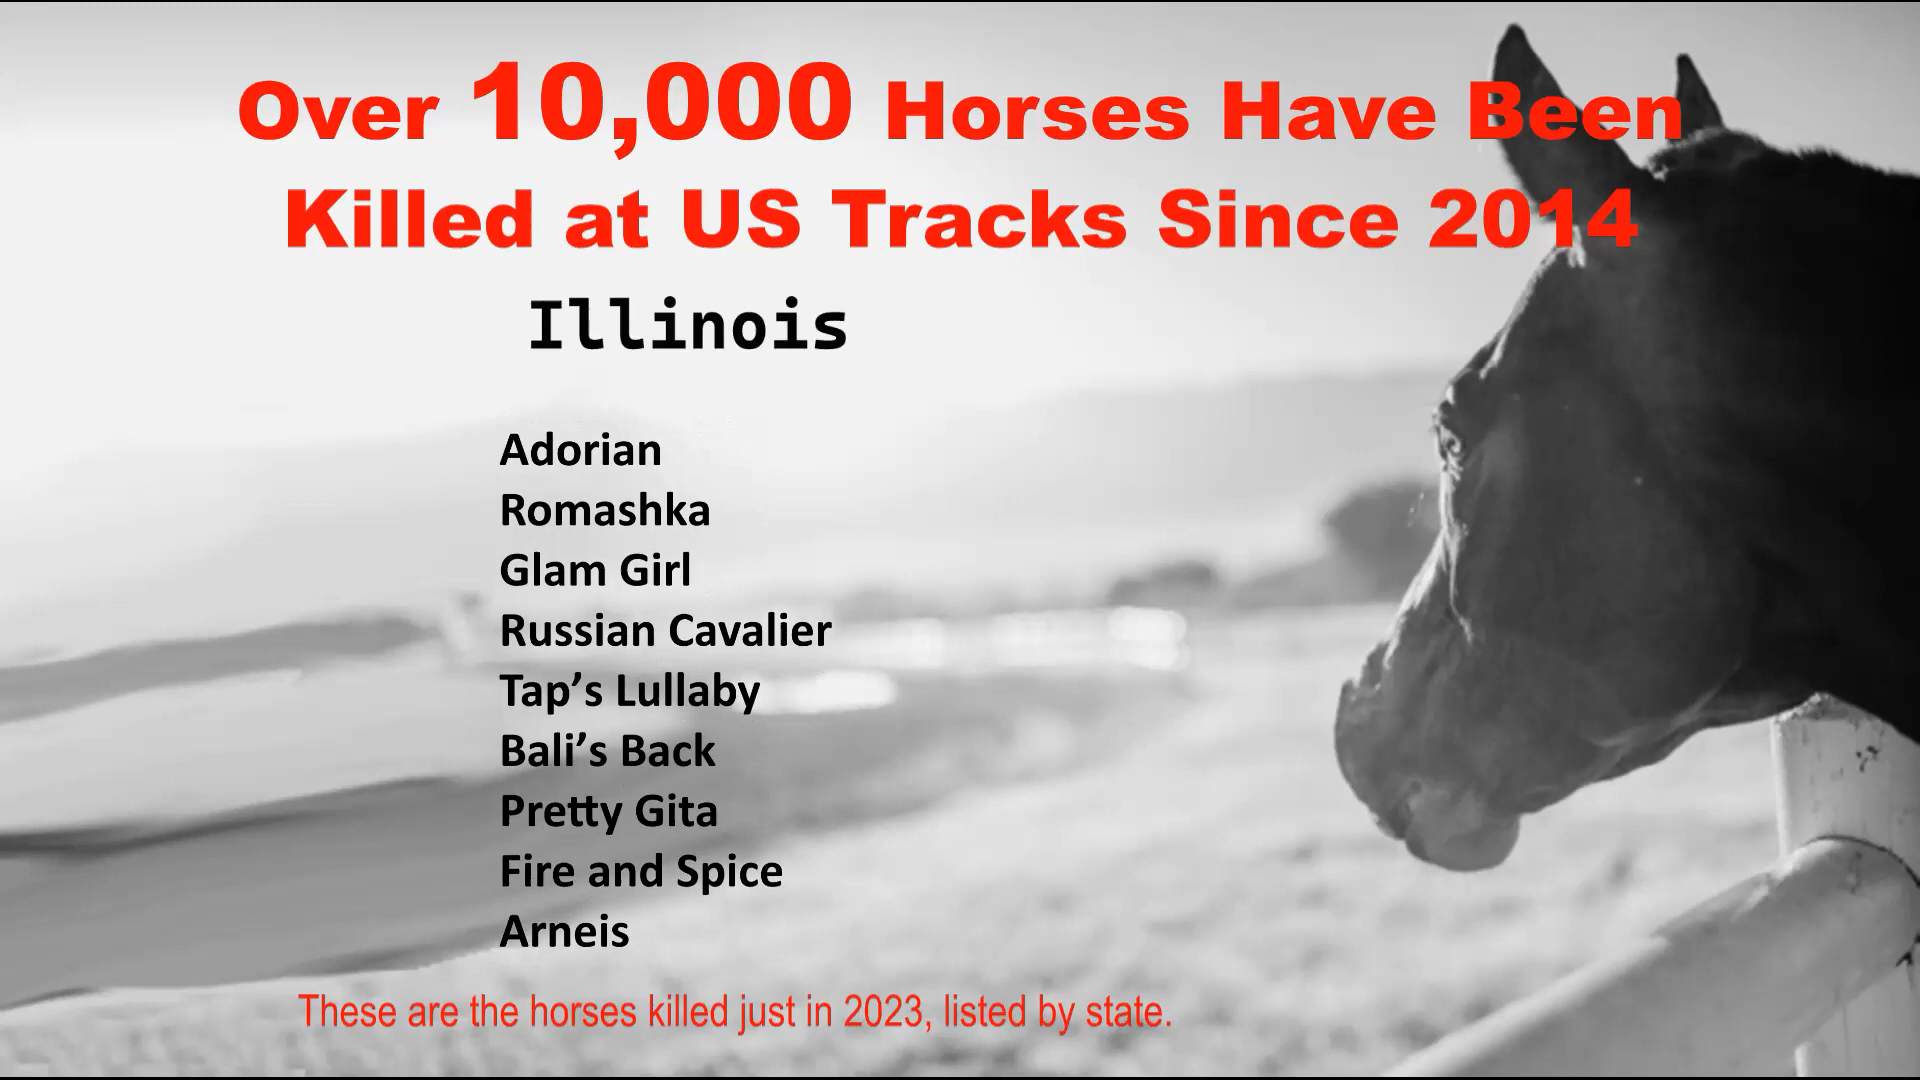 Over 10,000 Horses Have Been
Killed at US Tracks Since 2014
Illinois
Adorian
Romashka
Glam Girl
Russian Cavalier
Tap’s Lullaby
Bali’s Back
Pretty Gita
Fire and Spice
Arneis
These are the horses killed just in 2023, listed by state.